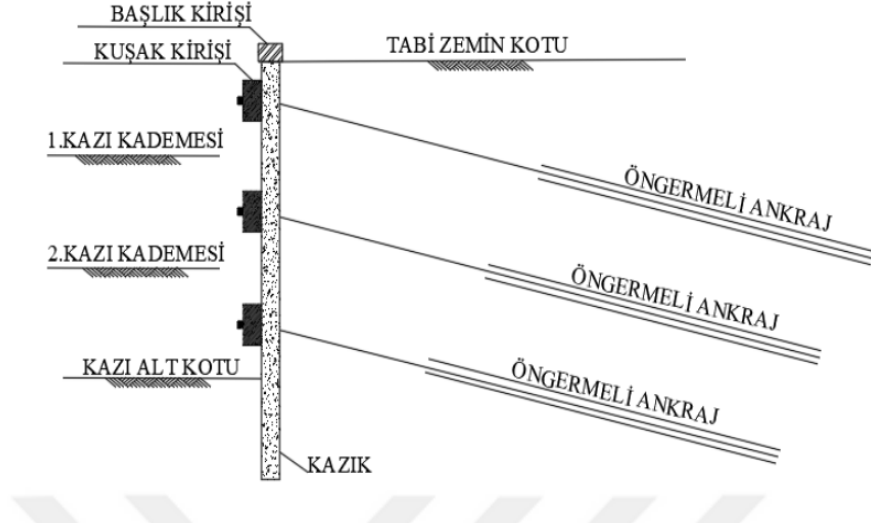 BAŞLIK KİRİŞİ
KUŞAK KİRİŞİ
TABİ ZEMİN KOTU
1.KAZI KADEMESİ
ÖNGERMELİ ANKRAJ
2.KAZI KADEMESİ
ÖNGERMELİ ANKRAJ
KAZI ALT KOTU
ÖNGERMELİ ANKRAJ
KAZIK